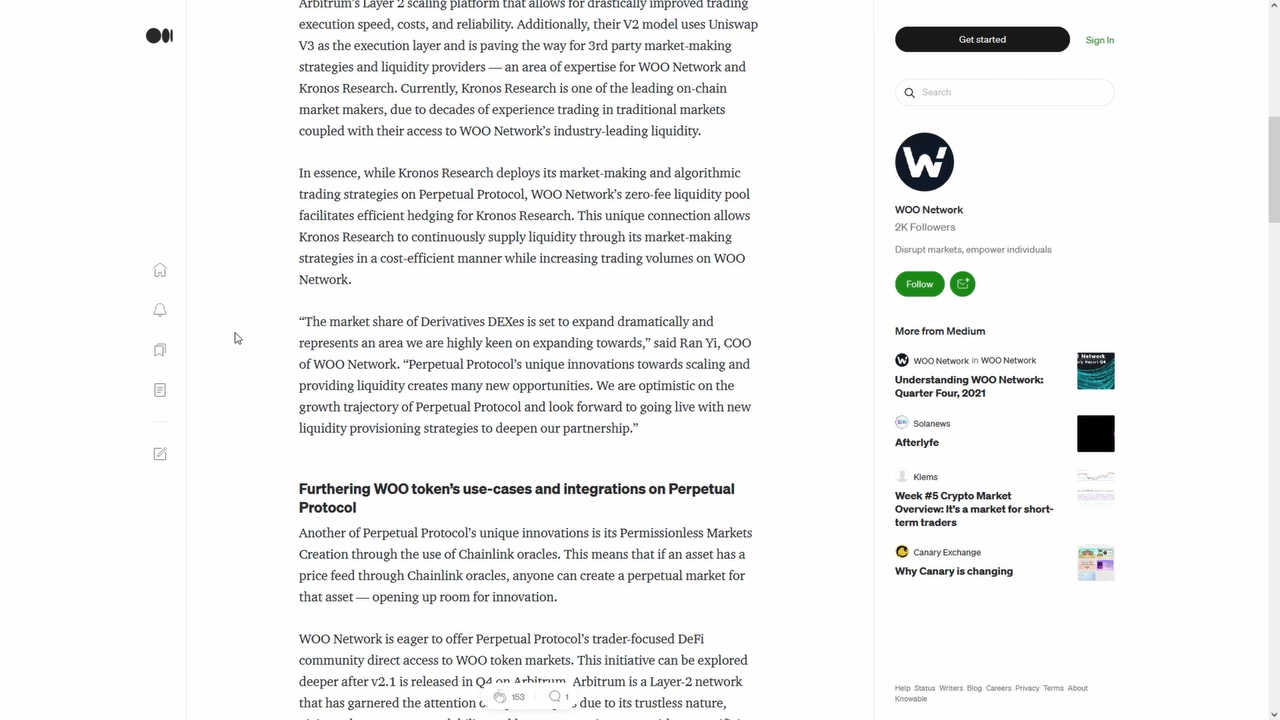 Arbitrum's Layer 2 scaling platform that allows for drastically improved trading
execution speed, costs, and reliability. Additionally, their V2 model uses Uniswap
V3 as the execution layer and is paving the way for 3rd party market-making
strategies and liquidity providers — an area of expertise for WOO Network and
Kronos Research. Currently, Kronos Research is one of the leading on-chain
market makers, due to decades of experience trading in traditional markets
coupled with their access to WOO Network's industry-leading liquidity.
In essence, while Kronos Research deploys its market-making and algorithmic
trading strategies on Perpetual Protocol, WOO Network's zero-fee liquidity pool
facilitates efficient hedging for Kronos Research. This unique connection allows
Kronos Research to continuously supply liquidity through its market-making
strategies in a cost-efficient manner while increasing trading volumes on WOO
Network.
“The market share of Derivatives DEXes is set to expand dramatically and
represents an area we are highly keen on expanding towards,” said Ran Yi, COO
of WOO Network. “Perpetual Protocol's unique innovations towards scaling and
providing liquidity creates many new opportunities. We are optimistic on the
growth trajectory of Perpetual Protocol and look forward to going live with new
liquidity provisioning strategies to deepen our partnership.”
Furthering WOO token's use-cases and integrations on Perpetual
Protocol
Another of Perpetual Protocol's unique innovations is its Permissionless Markets
Creation through the use of Chainlink oracles. This means that if an asset has a
price feed through Chainlink oracles, anyone can create a perpetual market for
that asset — opening up room for innovation.
WOO Network is eager to offer Perpetual Protocol's trader-focused DeFi
community direct access to WOO token markets. This initiative can be explored
deeper after v2.1 is released in Q4 on Arbitrum. Arbitrum is a Layer-2 network
that has garnered the attention of due to its trustless nature,
153 1
Get started Sign In
Search
W
WOO Network
2K Followers
Disrupt markets, empower individuals
Follow
More from Medium
WOO Network in WOO Network
Understanding WOO Network:
Quarter Four, 2021
Solanews
Afterlyfe
Klems
Week #5 Crypto Market
Overview: It's a market for short-
term traders
Canary Exchange
Why Canary is changing
Help Status Writers Blog Careers Privacy Terms About
Knowable